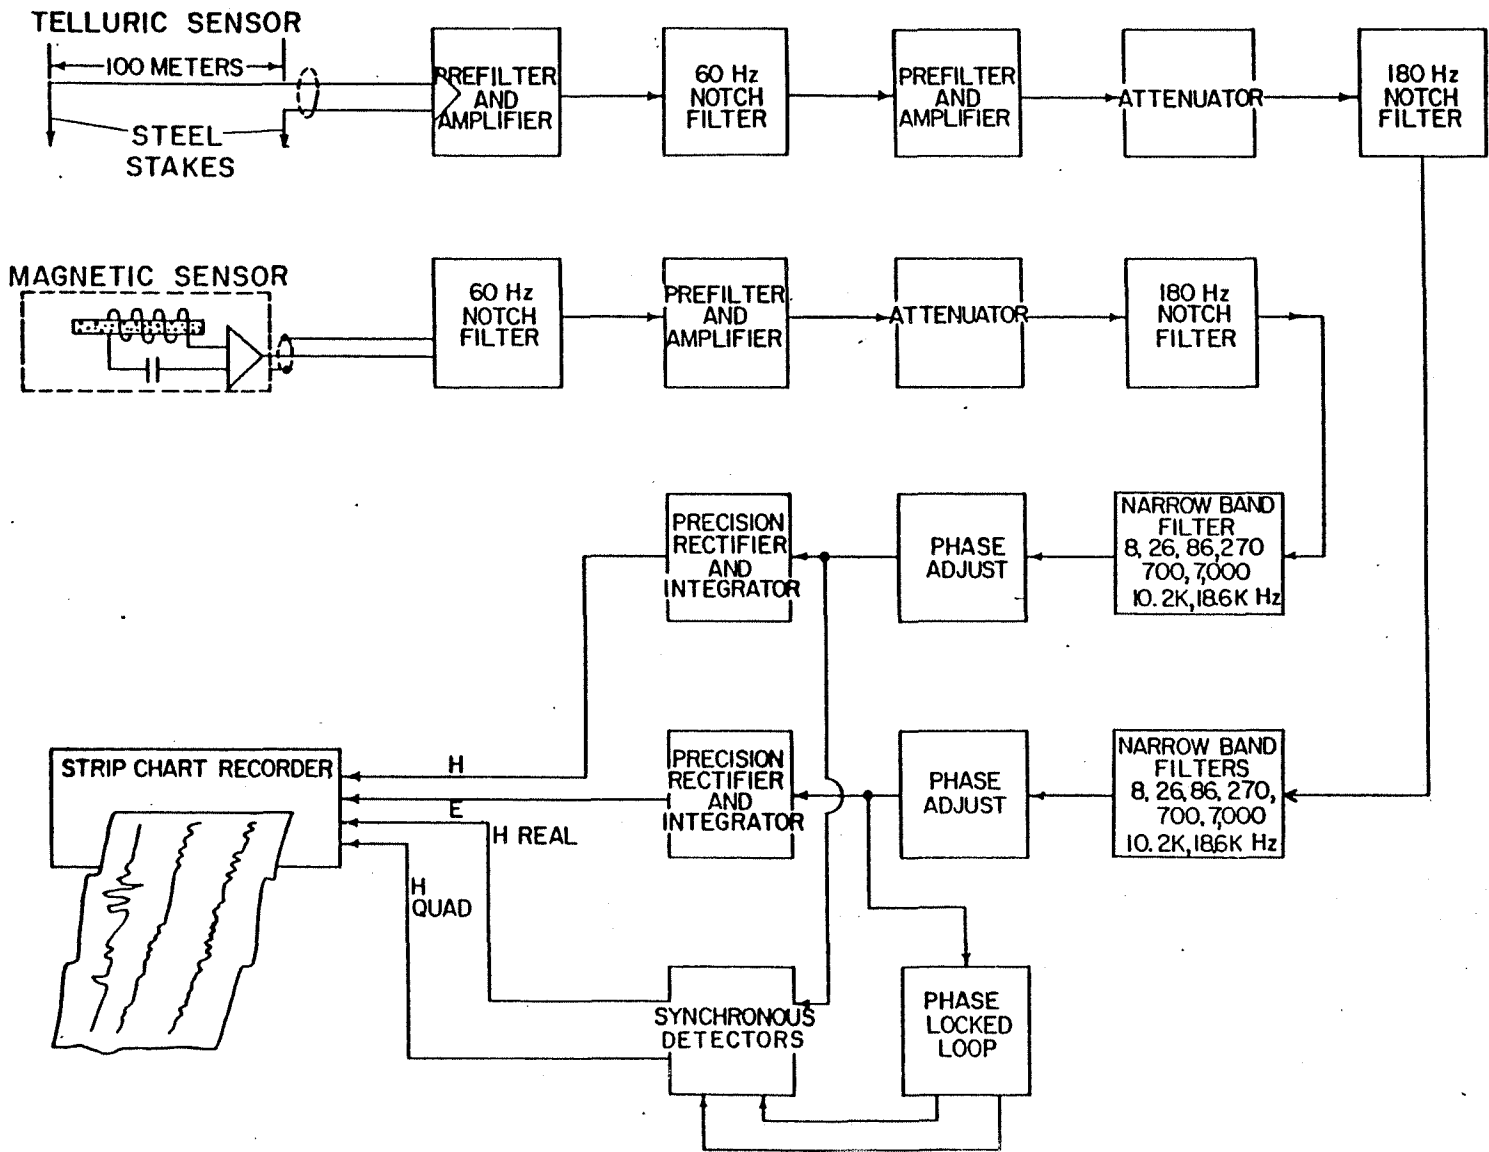 TELLURIC SENSOR
100 METERS
STEEL
STAKES
PREFILTER
AND
AMPLIFIER
60 Hz
NOTCH
FILTER
PREFILTER
AND
AMPLIFIER
ATTENUATOR
180 Hz
NOTCH
FILTER
MAGNETIC SENSOR
60 Hz
NOTCH
FILTER
PREFILTER
AND
AMPLIFIER
ATTENUATOR
180 Hz
NOTCH
FILTER
PRECISION
RECTIFIER
AND
INTEGRATOR
PHASE
ADJUST
NARROW BAND
FILTER
8, 26, 86, 270
700, 7,000
10.2K, 18.6K Hz
STRIP CHART RECORDER
H
E
H REAL
H
QUAD
PRECISION
RECTIFIER
AND
INTEGRATOR
PHASE
ADJUST
NARROW BAND
FILTERS
8, 26, 86, 270,
700, 7,000
10.2K, 18.6K Hz
SYNCHRONOUS
DETECTORS
PHASE
LOCKED
LOOP